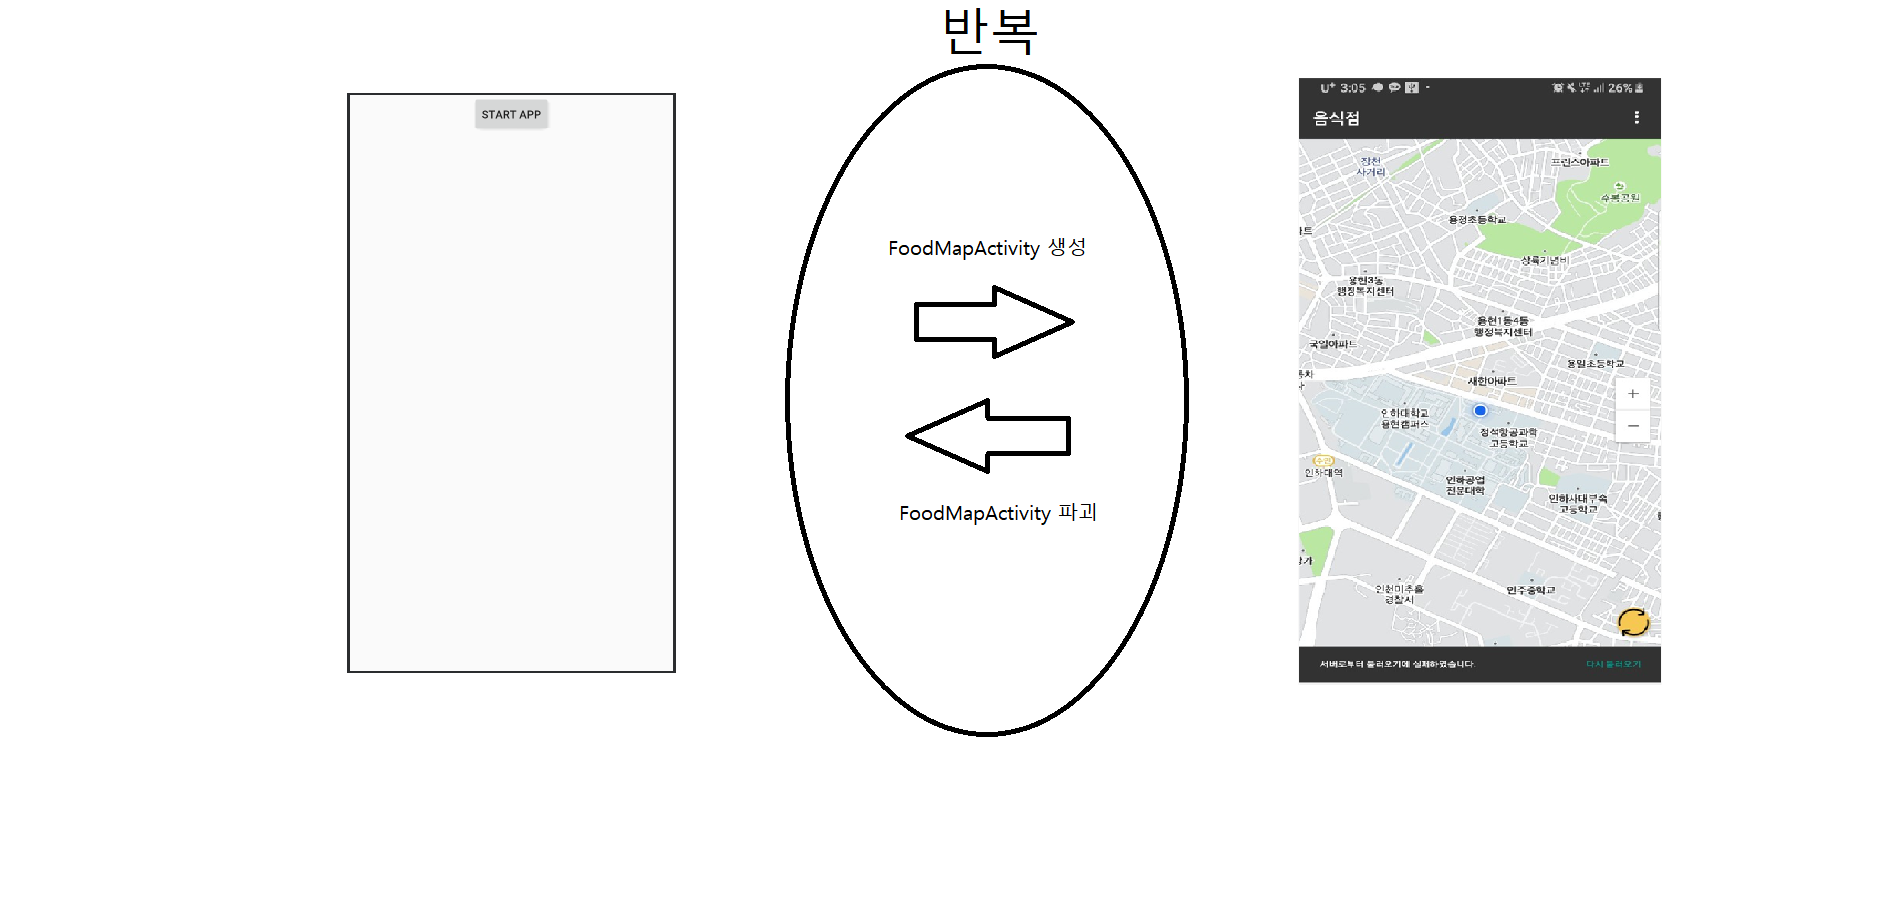 반복
START APP
FoodMapActivity 생성
FoodMapActivity 파괴
U+ 3:05
26%
음식점
장천
사거리
프린스아파트
수봉공원
용정초등학교
상륙기념비
용현3동
행정복지센터
용현1동4동
행정복지센터
국일아파트
용일초등학교
새한아파트
인하대학교
용현캠퍼스
정석항공과학
고등학교
수인
인하대역
인하공업
전문대학
인하사대부속
고등학교
인천미추홀
경찰서
인주중학교
서버로부터 불러오기에 실패하였습니다.
다시 불러오기